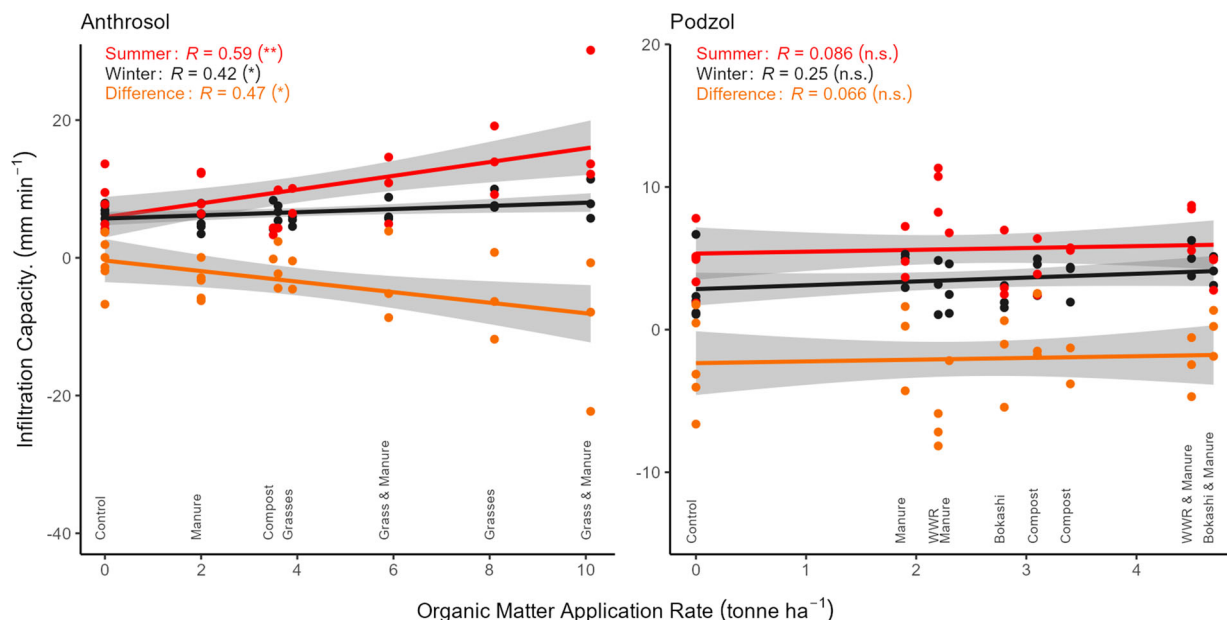 Anthrosol
Summer: R = 0.59 (**)
Winter: R = 0.42 (*)
Difference: R = 0.47 (*)
20
0
-20
-40
Control
Manure
Compost
Grasses
Grass & Manure
Grasses
Grass & Manure
0 2 4 6 8 10
Podzol
Summer: R = 0.086 (n.s.)
Winter: R = 0.25 (n.s.)
Difference: R = 0.066 (n.s.)
20
10
0
-10
Control
Manure
WWR
Manure
Bokashi
Compost
Compost
WWR & Manure
Bokashi & Manure
0 1 2 3 4
Infiltration Capacity. (mm min⁻¹)
Organic Matter Application Rate (tonne ha⁻¹)